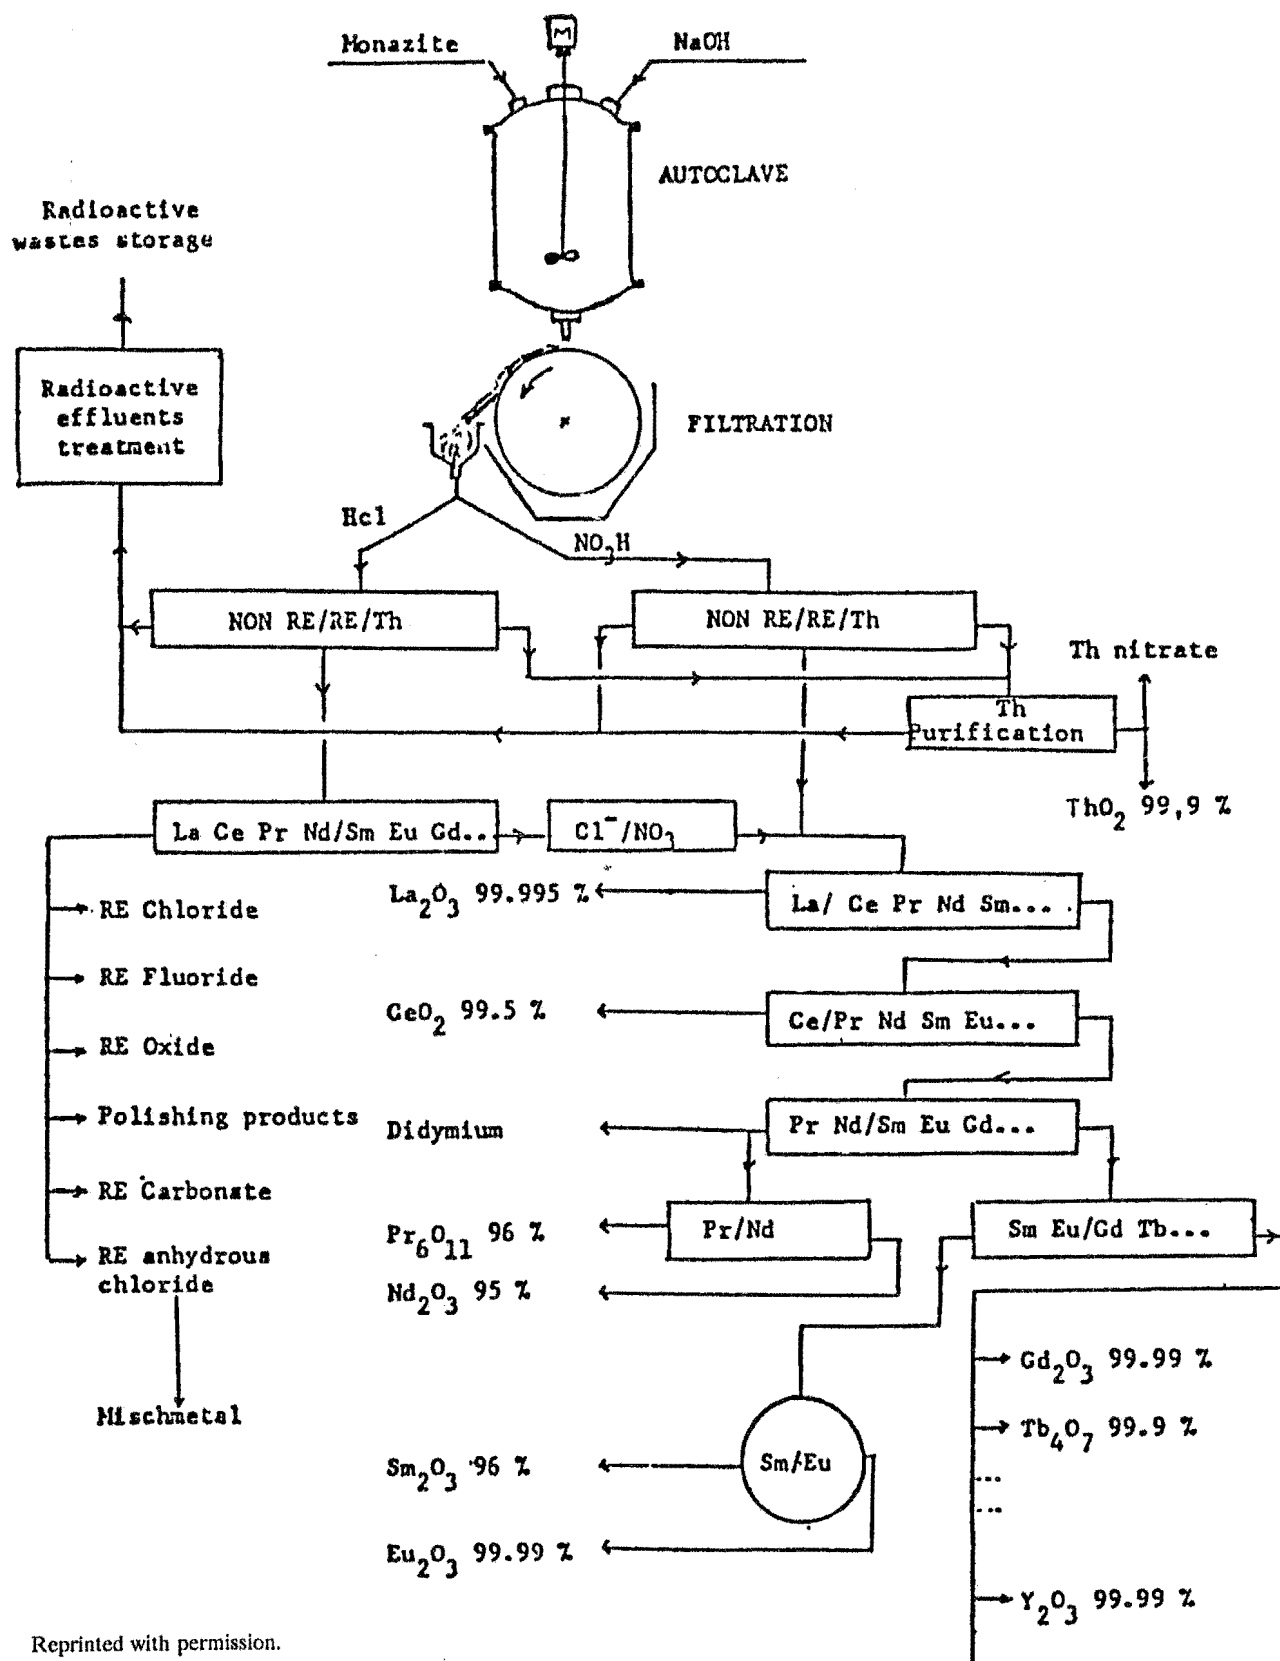 M
Monazite
NaOH
AUTOCLAVE
Radioactive
wastes storage
Radioactive
effluents
treatment
FILTRATION
Hcl
NO3H
NON RE/RE/Th
NON RE/RE/Th
Th nitrate
Th
Purification
ThO2 99,9 %
La Ce Pr Nd/Sm Eu Gd..
Cl-/NO3
La2O3 99.995 %
La/ Ce Pr Nd Sm...
RE Chloride
RE Fluoride
CeO2 99.5 %
Ce/Pr Nd Sm Eu...
RE Oxide
Polishing products
Didymium
Pr Nd/Sm Eu Gd...
RE Carbonate
Pr6O11 96 %
Pr/Nd
Sm Eu/Gd Tb...
RE anhydrous
chloride
Nd2O3 95 %
Gd2O3 99.99 %
Mischmetal
Tb4O7 99.9 %
Sm2O3 96 %
Sm/Eu
...
...
Eu2O3 99.99 %
Y2O3 99.99 %
Reprinted with permission.